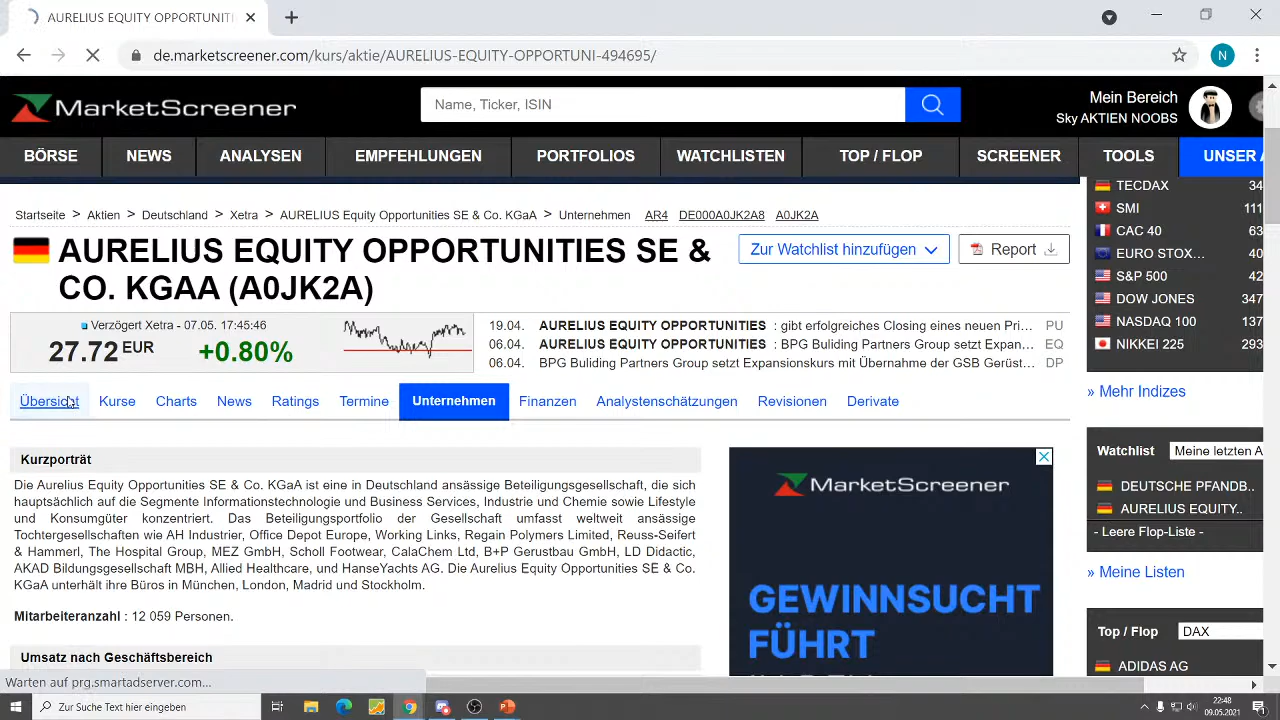 AURELIUS EQUITY OPPORTUNITI
de.marketscreener.com/kurs/aktie/AURELIUS-EQUITY-OPPORTUNI-494695/
N
MarketScreener
Name, Ticker, ISIN
Mein Bereich
Sky AKTIEN NOOBS
BÖRSE NEWS ANALYSEN EMPFEHLUNGEN PORTFOLIOS WATCHLISTEN TOP / FLOP SCREENER TOOLS UNSER A
TECDAX 34
SMI 111
CAC 40 63
EURO STOX... 40
S&P 500 42
DOW JONES 347
NASDAQ 100 137
NIKKEI 225 293
» Mehr Indizes
Startseite > Aktien > Deutschland > Xetra > AURELIUS Equity Opportunities SE & Co. KGaA > Unternehmen AR4 DE000A0JK2A8 A0JK2A
AURELIUS EQUITY OPPORTUNITIES SE &
CO. KGAA (A0JK2A)
Zur Watchlist hinzufügen
Report
Verzögert Xetra - 07.05. 17:45:46
27.72 EUR +0.80%
19.04. AURELIUS EQUITY OPPORTUNITIES : gibt erfolgreiches Closing eines neuen Pri... PU
06.04. AURELIUS EQUITY OPPORTUNITIES : BPG Buliding Partners Group setzt Expan... EQ
06.04. BPG Buliding Partners Group setzt Expansionskurs mit Übernahme der GSB Gerüst... DP
Übersicht Kurse Charts News Ratings Termine Unternehmen Finanzen Analystenschätzungen Revisionen Derivate
Kurzporträt
Die Aurelius Equity Opportunities SE & Co. KGaA ist eine in Deutschland ansässige Beteiligungsgesellschaft, die sich
hauptsächlich auf die Segmente Informationstechnologie und Business Services, Industrie und Chemie sowie Lifestyle
und Konsumgüter konzentriert. Das Beteiligungsportfolio der Gesellschaft umfasst weltweit ansässige
Tochtergesellschaften wie AH Industrier, Office Depot Europe, Working Links, Regain Polymers Limited, Reuss-Seifert
& Hammerl, The Hospital Group, MEZ GmbH, Scholl Footwear, CalaChem Ltd, B+P Gerustbau GmbH, LD Didactic,
AKAD Bildungsgesellschaft MBH, Allied Healthcare, und HanseYachts AG. Die Aurelius Equity Opportunities SE & Co.
KGaA unterhält ihre Büros in München, London, Madrid und Stockholm.
Mitarbeiteranzahl : 12 059 Personen.
Umsatz nach Geschäftsbereich
MarketScreener
GEWINNSUCHT
FÜHRT
Watchlist Meine letzten A
DEUTSCHE PFANDB..
AURELIUS EQUITY..
- Leere Flop-Liste -
» Meine Listen
Top / Flop DAX
ADIDAS AG
Warten auf prg.smartadserver.com...
Zur Suche Text hier eingeben
22:48
09.05.2021